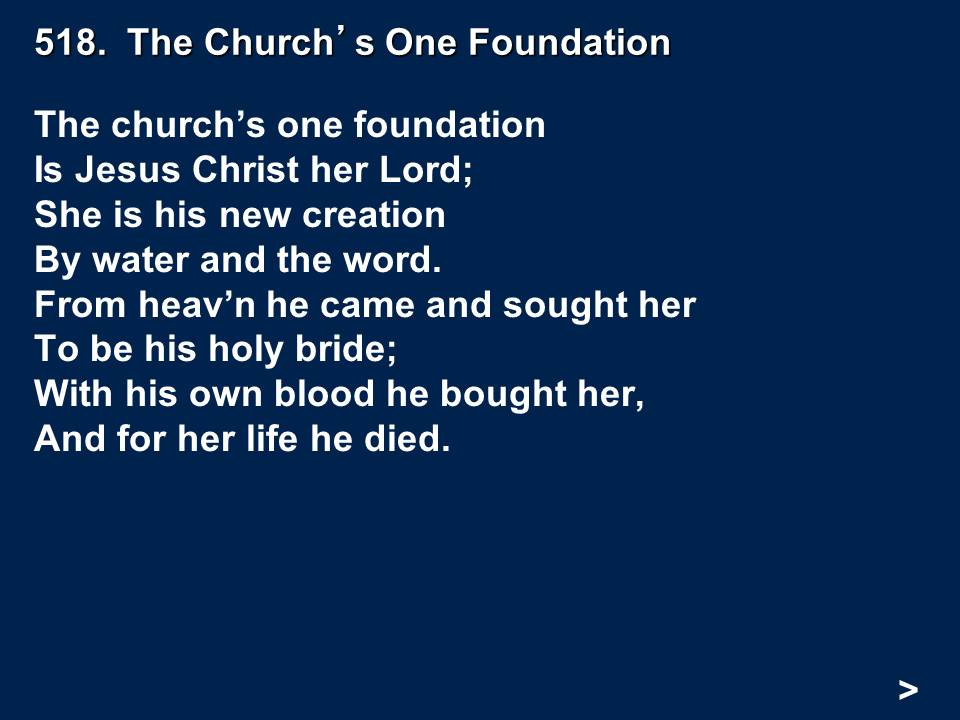 518.  The Church’s One Foundation
The church’s one foundation
Is Jesus Christ her Lord;
She is his new creation
By water and the word.
From heav’n he came and sought her
To be his holy bride;
With his own blood he bought her,
And for her life he died.
>